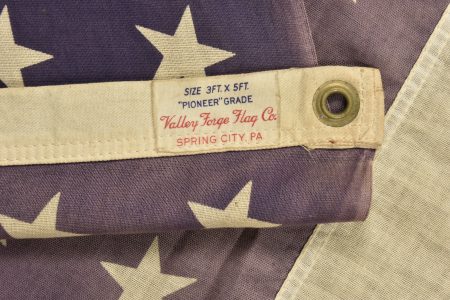 SIZE 3FT. X 5FT.
"PIONEER" GRADE
Valley Forge Flag Co.
SPRING CITY, PA